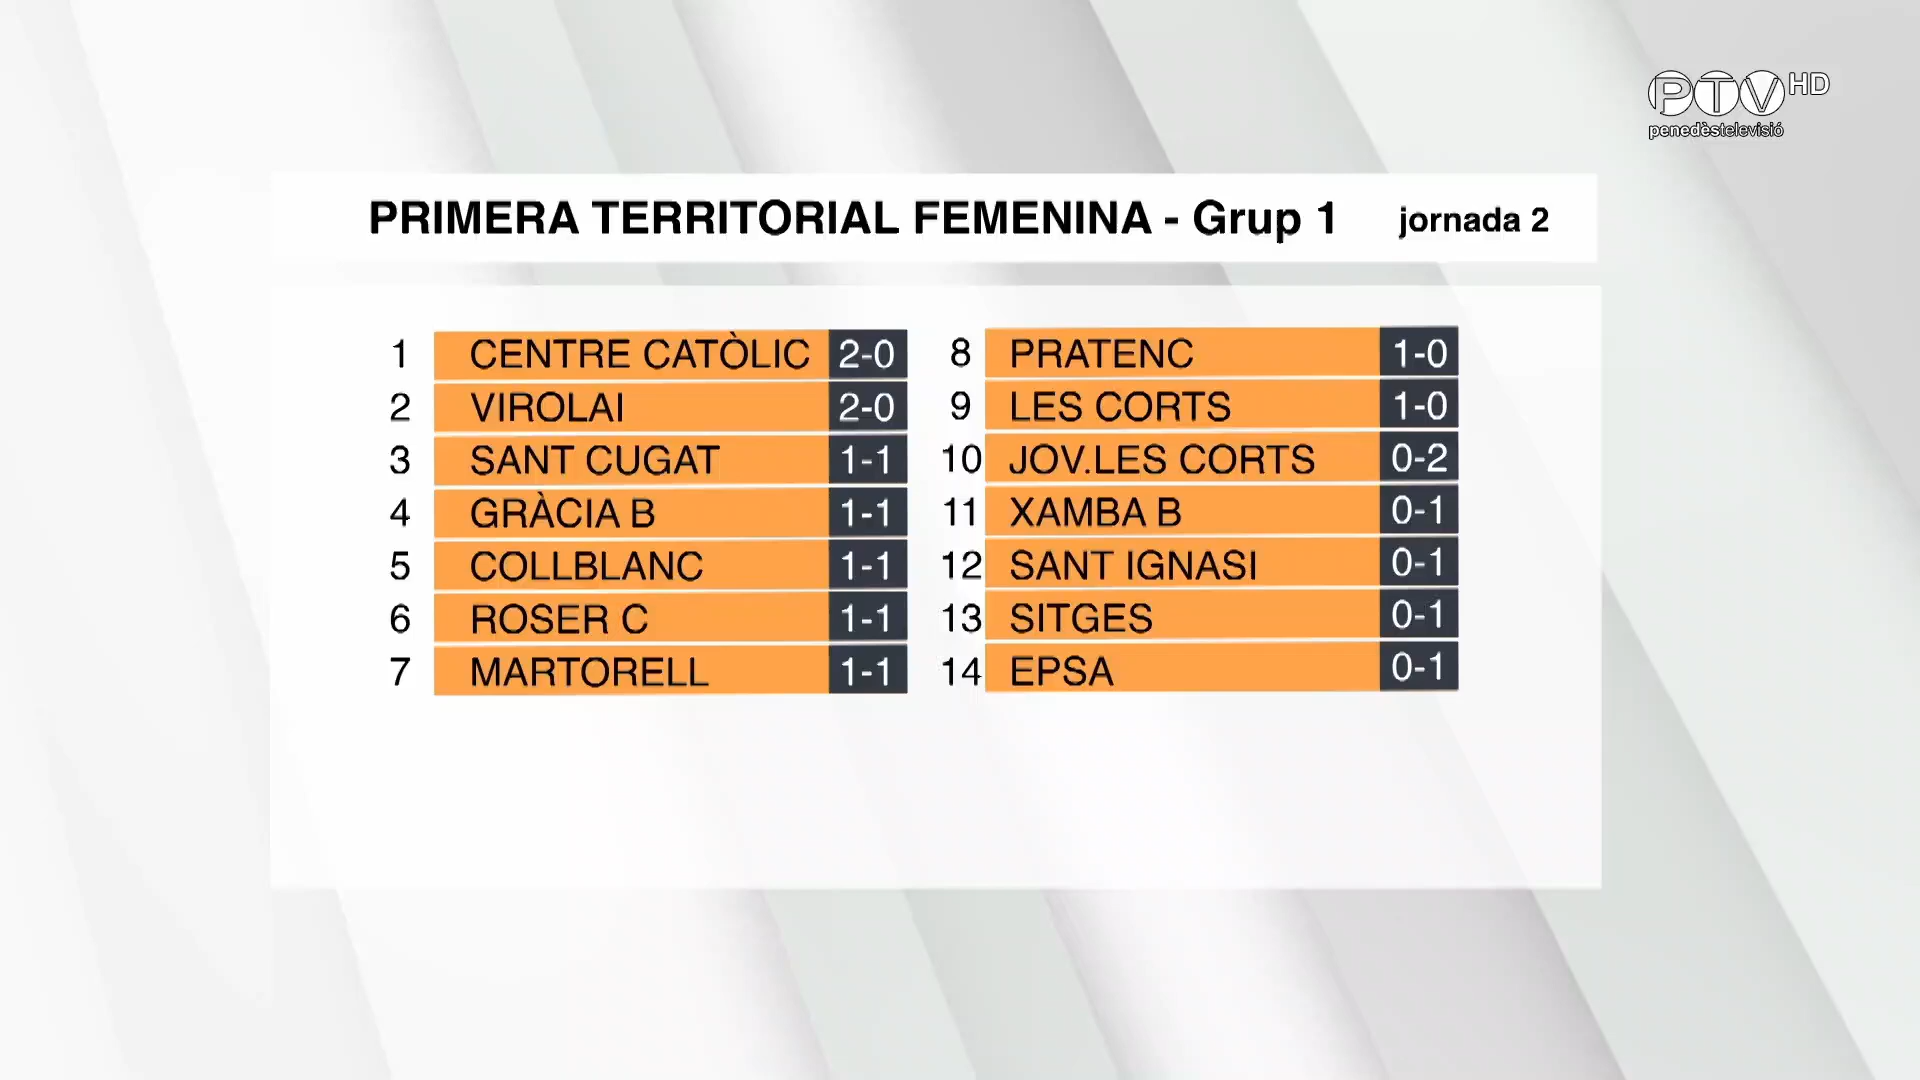 PTV HD
penedèstelevisió
PRIMERA TERRITORIAL FEMENINA - Grup 1 jornada 2
1 CENTRE CATÒLIC 2-0
2 VIROLAI 2-0
3 SANT CUGAT 1-1
4 GRÀCIA B 1-1
5 COLLBLANC 1-1
6 ROSER C 1-1
7 MARTORELL 1-1
8 PRATENC 1-0
9 LES CORTS 1-0
10 JOV.LES CORTS 0-2
11 XAMBA B 0-1
12 SANT IGNASI 0-1
13 SITGES 0-1
14 EPSA 0-1